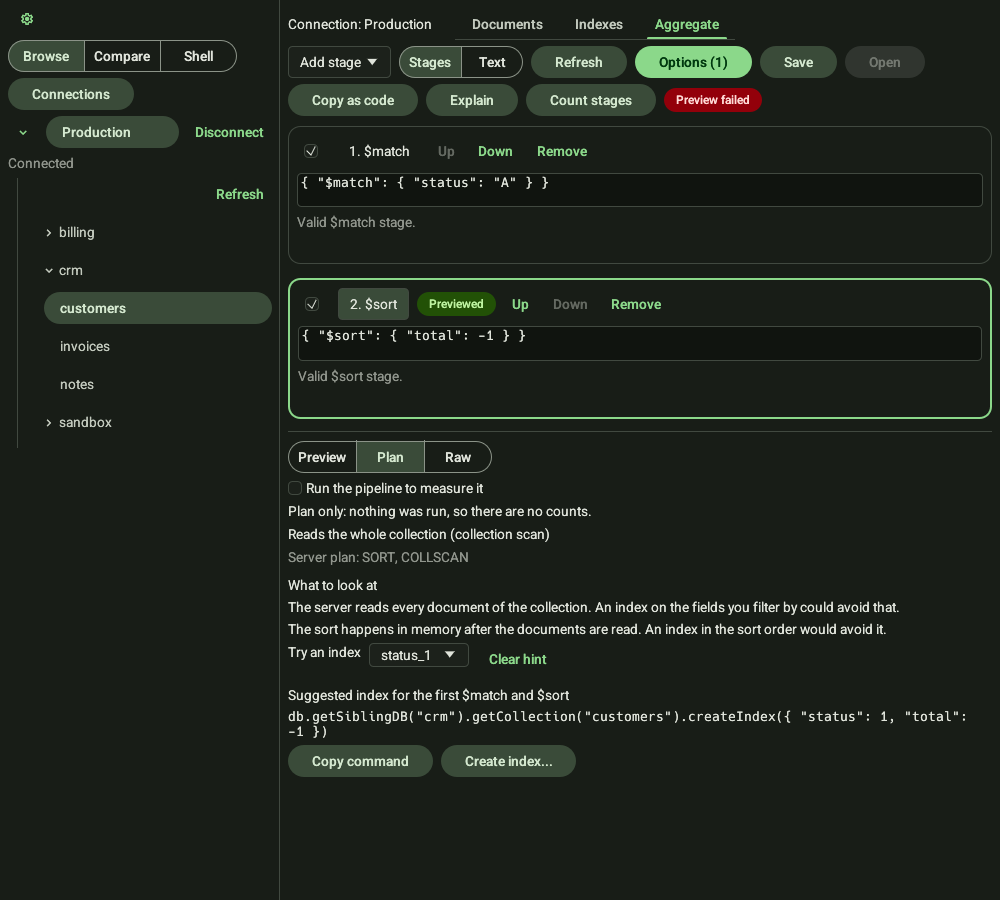 Browse Compare Shell
Connections
Production Disconnect
Connected
Refresh
billing
crm
customers
invoices
notes
sandbox
Connection: Production Documents Indexes Aggregate
Add stage Stages Text Refresh Options (1) Save Open
Copy as code Explain Count stages Preview failed
1. $match Up Down Remove
{ "$match": { "status": "A" } }
Valid $match stage.
2. $sort Previewed Up Down Remove
{ "$sort": { "total": -1 } }
Valid $sort stage.
Preview Plan Raw
Run the pipeline to measure it
Plan only: nothing was run, so there are no counts.
Reads the whole collection (collection scan)
Server plan: SORT, COLLSCAN
What to look at
The server reads every document of the collection. An index on the fields you filter by could avoid that.
The sort happens in memory after the documents are read. An index in the sort order would avoid it.
Try an index status_1 Clear hint
Suggested index for the first $match and $sort
db.getSiblingDB("crm").getCollection("customers").createIndex({ "status": 1, "total":
-1 })
Copy command Create index...